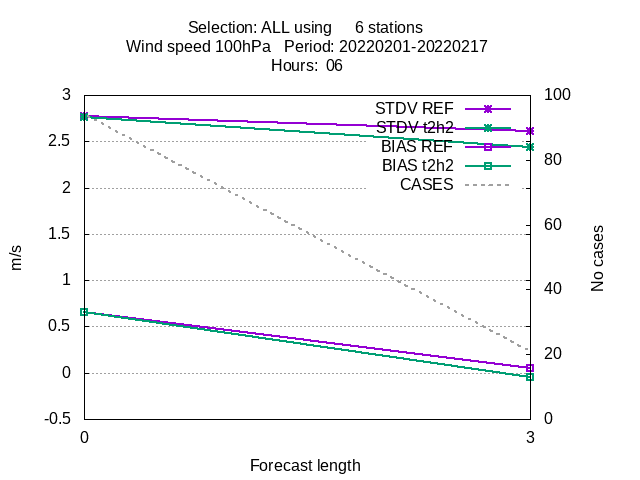 Selection: ALL using     6 stations
Wind speed 100hPa   Period: 20220201-20220217
Hours:  06
3
2.5
2
1.5
1
0.5
0
-0.5
100
80
60
40
20
0
STDV REF
STDV t2h2
BIAS REF
BIAS t2h2
CASES
m/s
No cases
0
3
Forecast length